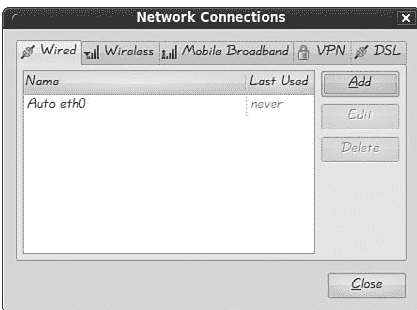 Network Connections
Wired Wireless Mobile Broadband VPN DSL
Name Last Used
Auto eth0 never
Add
Edit
Delete
Close